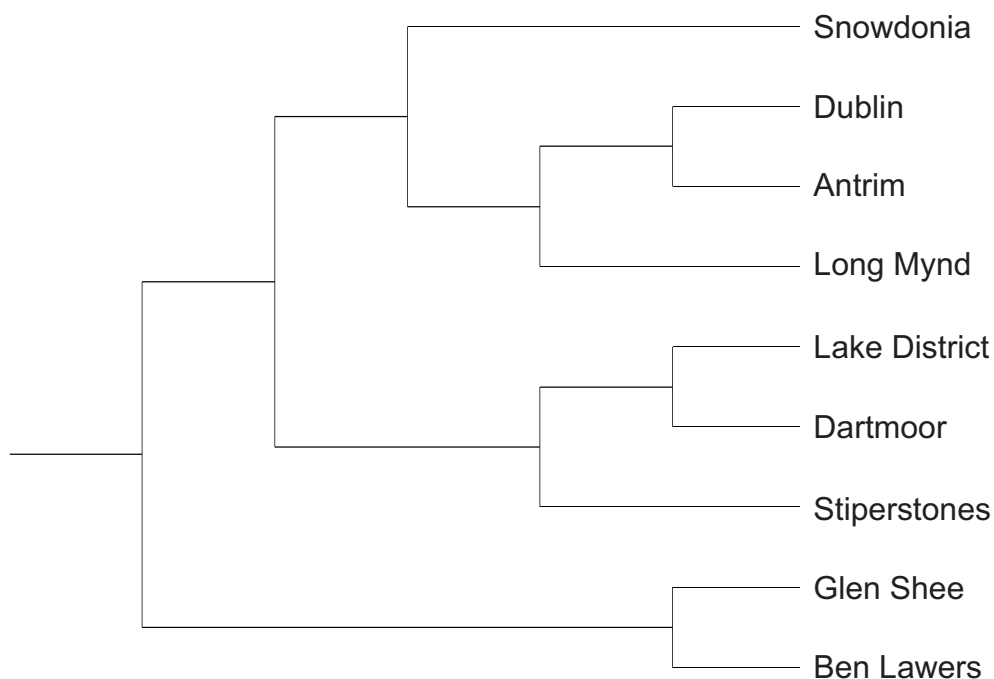 Snowdonia
Dublin
Antrim
Long Mynd
Lake District
Dartmoor
Stiperstones
Glen Shee
Ben Lawers